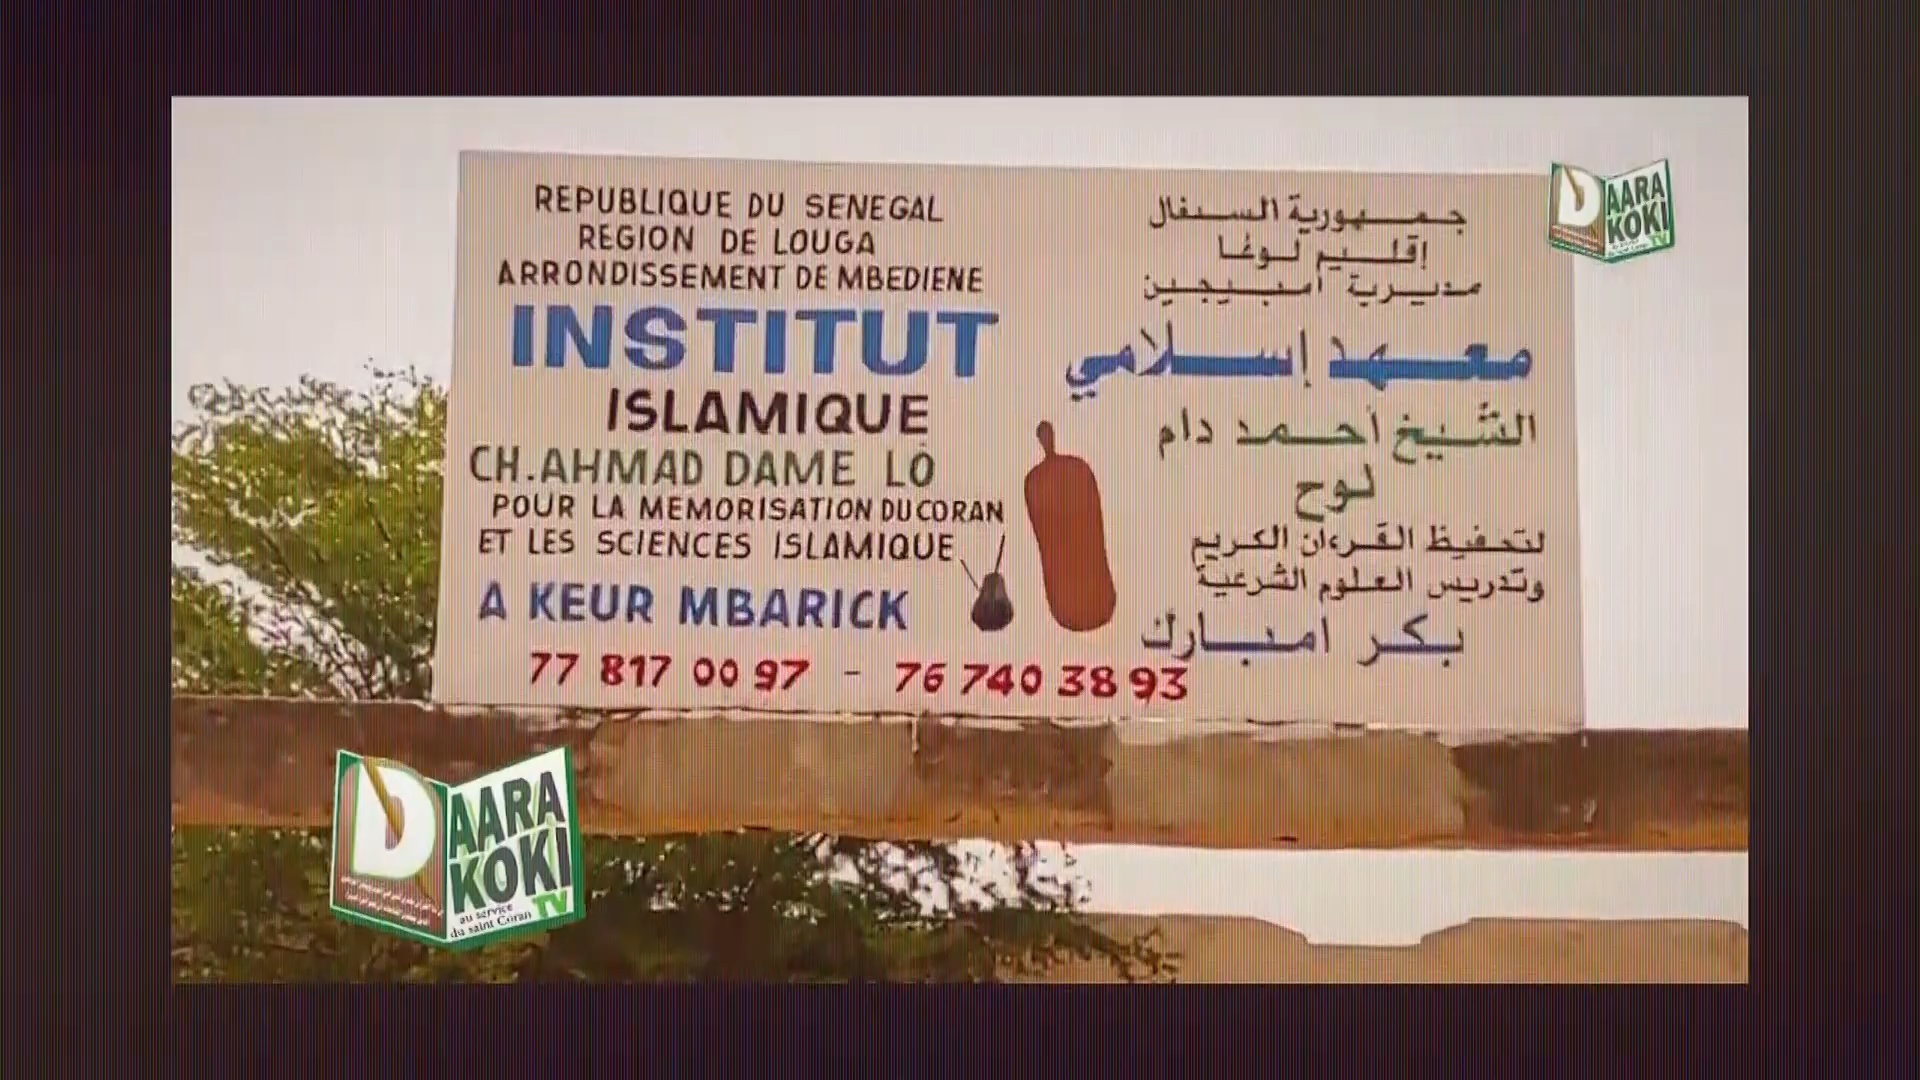 REPUBLIQUE DU SENEGAL
REGION DE LOUGA
ARRONDISSEMENT DE MBEDIENE
INSTITUT
ISLAMIQUE
CH.AHMAD DAME LO
POUR LA MEMORISATION DU CORAN
ET LES SCIENCES ISLAMIQUE
A KEUR MBARICK
77 817 00 97 - 76 740 38 93
جمهورية السنغال
إقليم لوغا
مديرية امبيجين
معهد إسلامي
الشيخ أحمد دام
لوح
لتحفيظ القرءان الكريم
وتدريس العلوم الشرعية
بكر امبارك
DAARA
KOKI
TV
DAARA
KOKI
TV
au service
du saint Coran